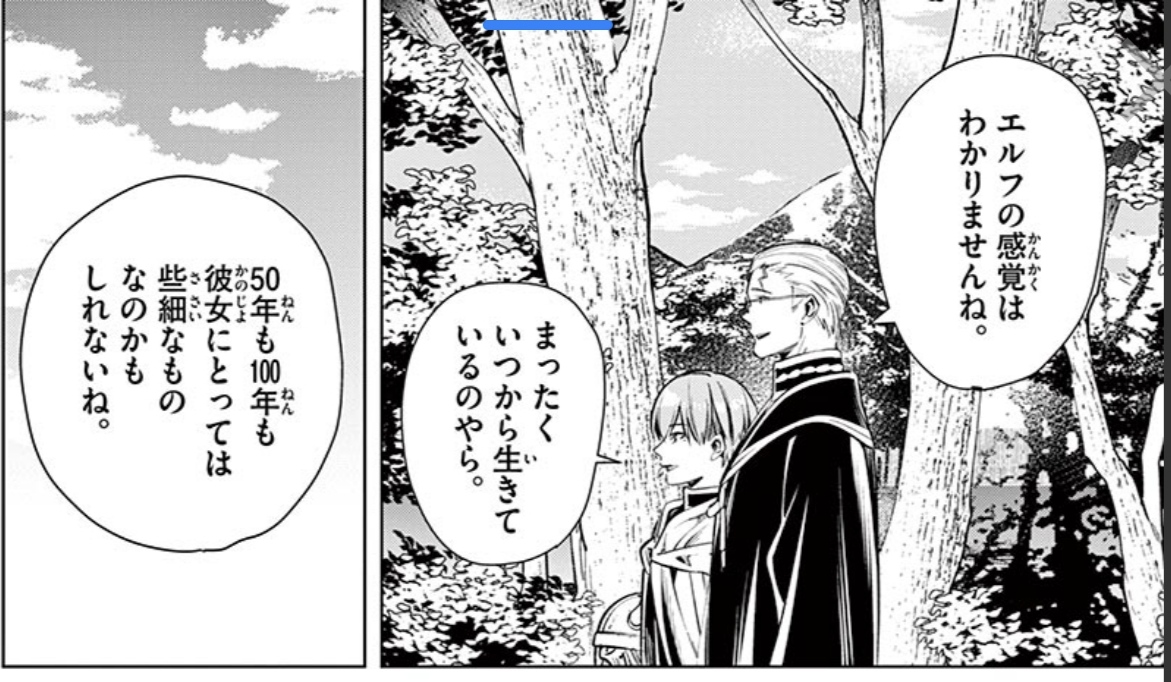 エルフの感覚は
わかりませんね。
まったく
いつから生きて
いるのやら。
50年も100年も
彼女にとっては
些細なもの
なのかも
しれないね。